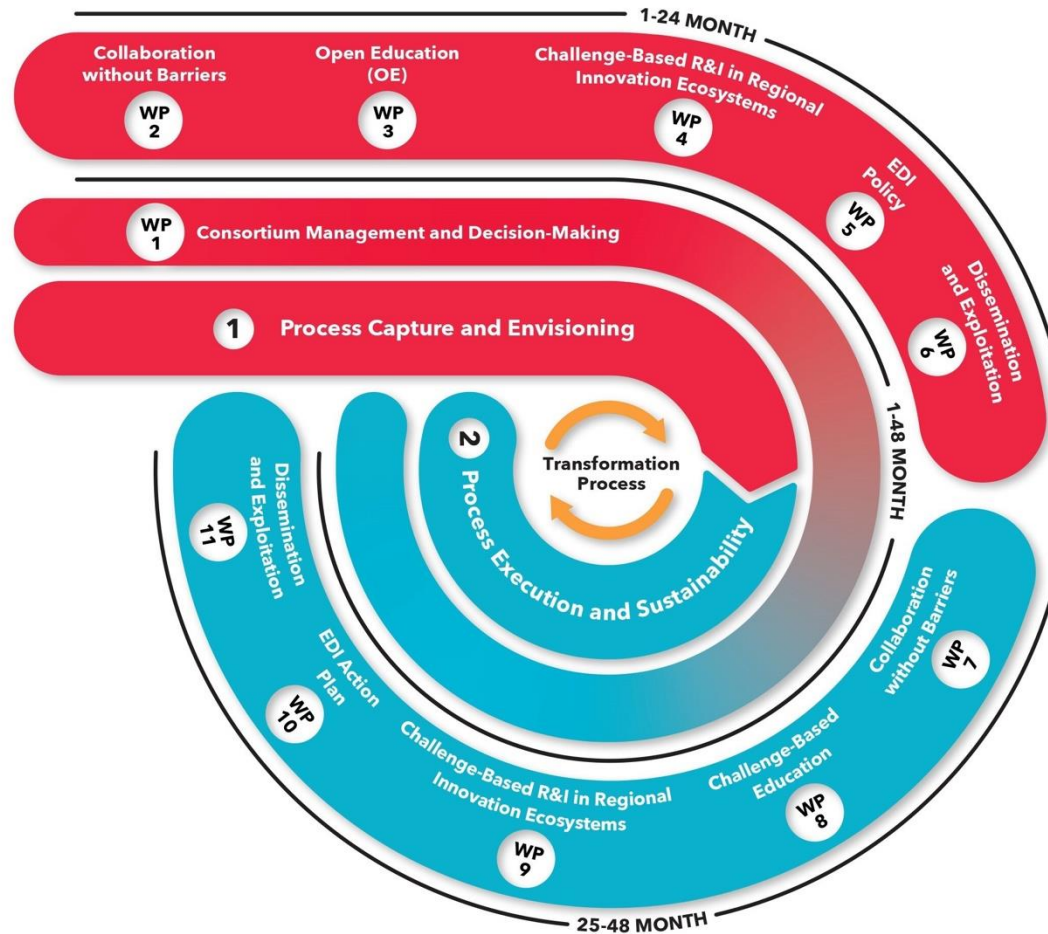 1-24 MONTH
Collaboration
without Barriers
WP
2
Open Education
(OE)
WP
3
Challenge-Based R&I in Regional
Innovation Ecosystems
WP
4
EDI
Policy
WP
5
Dissemination
and Exploitation
WP
6
WP
1
Consortium Management and Decision-Making
1-48 MONTH
1
Process Capture and Envisioning
Transformation
Process
2
Process Execution and Sustainability
Collaboration
without Barriers
WP
7
Challenge-Based
Education
WP
8
Challenge-Based R&I in Regional
Innovation Ecosystems
WP
9
EDI Action
Plan
WP
10
Dissemination
and Exploitation
WP
11
25-48 MONTH